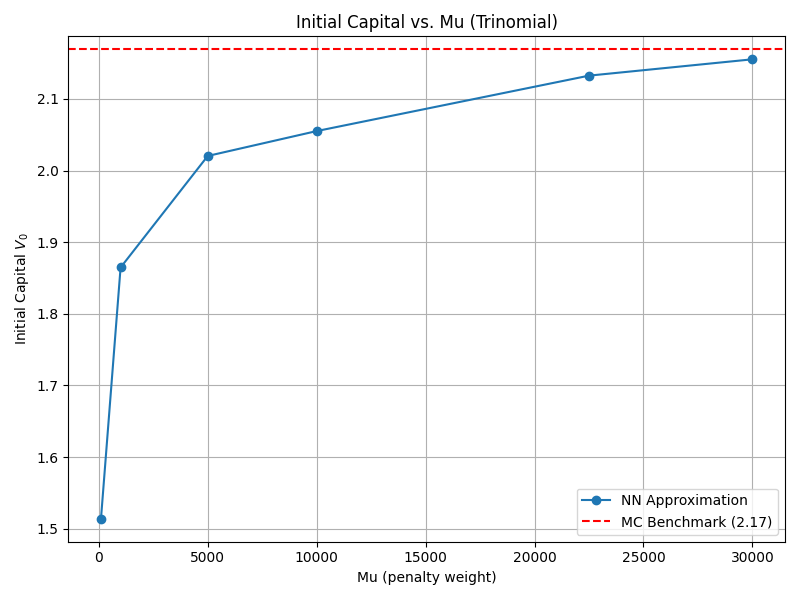 Initial Capital vs. Mu (Trinomial)
Initial Capital $V_0$
2.1
2.0
1.9
1.8
1.7
1.6
1.5
0 5000 10000 15000 20000 25000 30000
Mu (penalty weight)
NN Approximation
MC Benchmark (2.17)